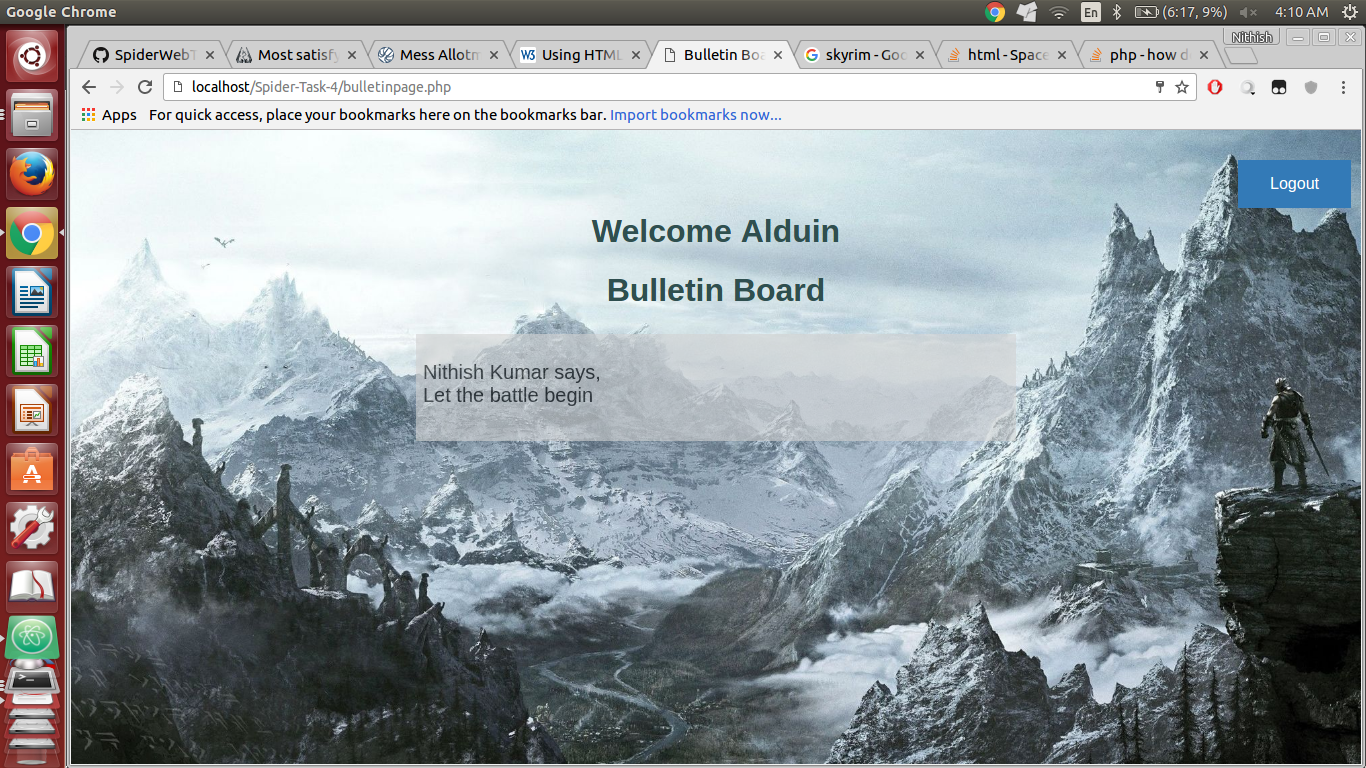 Google Chrome
En
(6:17, 9%)
4:10 AM
Nithish
SpiderWebT
Most satisf
Mess Allotm
W3
Using HTML
Bulletin Boa
skyrim - Goo
html - Space
php - how d
localhost/Spider-Task-4/bulletinpage.php
Apps
For quick access, place your bookmarks here on the bookmarks bar. Import bookmarks now...
Logout
Welcome Alduin
Bulletin Board
Nithish Kumar says,
Let the battle begin